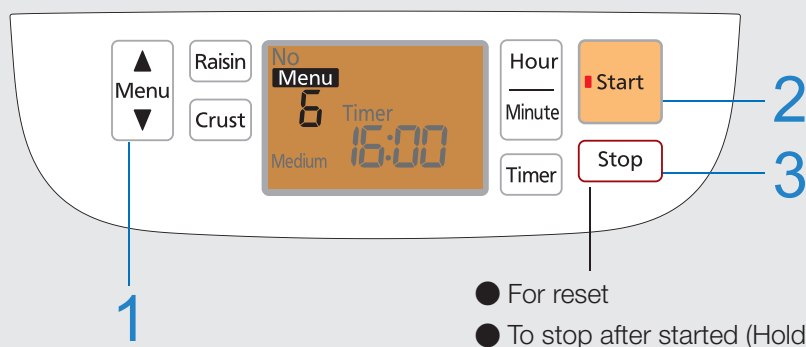 Menu
Raisin
Crust
No
Menu
6
Timer
16:00
Medium
Hour
Minute
Timer
Start
Stop
1
2
3
For reset
To stop after started (Hold